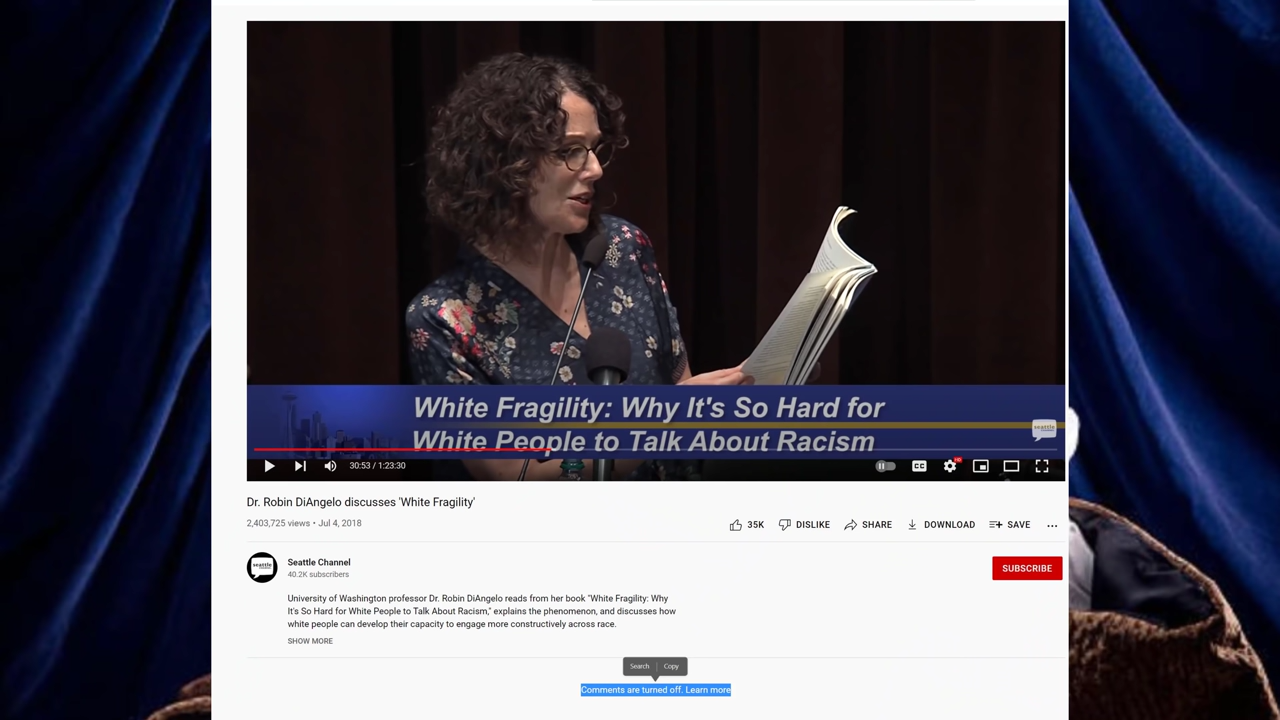 White Fragility: Why It's So Hard for
White People to Talk About Racism
seattle
HD
CC
30:53 / 1:23:30
Dr. Robin DiAngelo discusses 'White Fragility'
2,403,725 views • Jul 4, 2018
35K DISLIKE SHARE DOWNLOAD SAVE
seattle
Seattle Channel
40.2K subscribers
SUBSCRIBE
University of Washington professor Dr. Robin DiAngelo reads from her book "White Fragility: Why
It's So Hard for White People to Talk About Racism," explains the phenomenon, and discusses how
white people can develop their capacity to engage more constructively across race.
SHOW MORE
Search Copy
Comments are turned off. Learn more